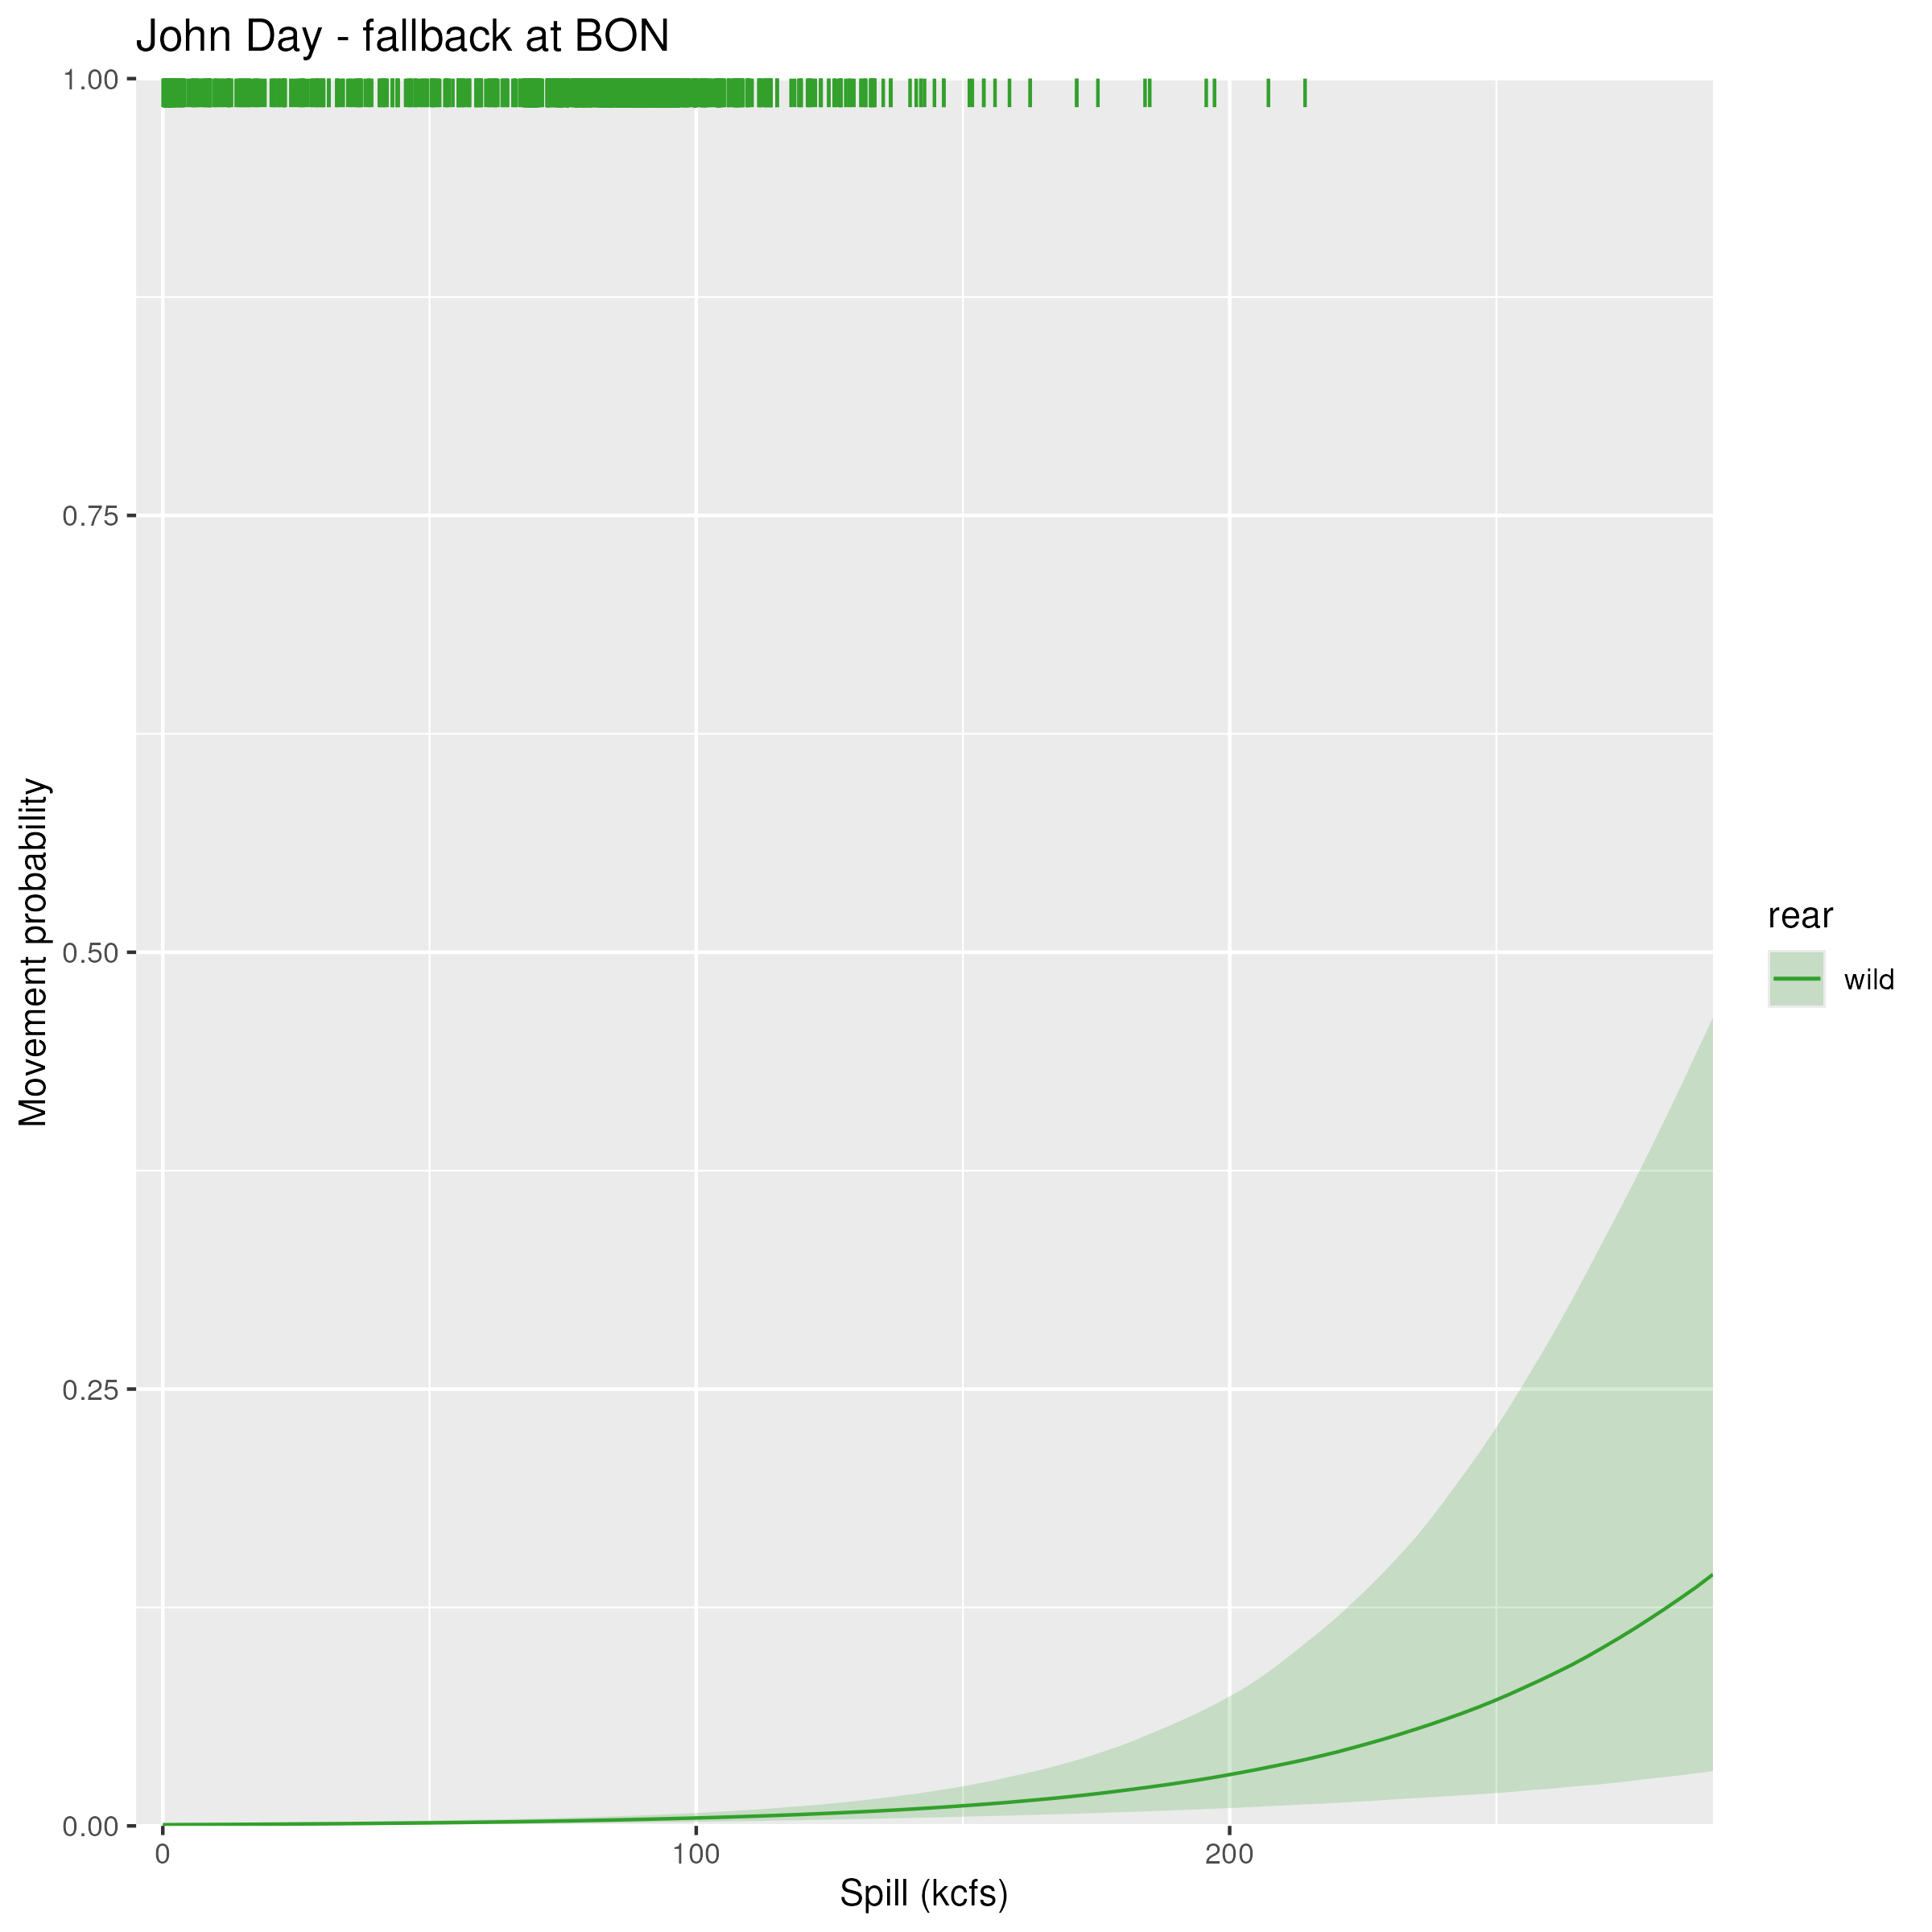 John Day - fallback at BON
1.00
0.75
0.50
0.25
0.00
Movement probability
0
100
200
Spill (kcfs)
rear
wild